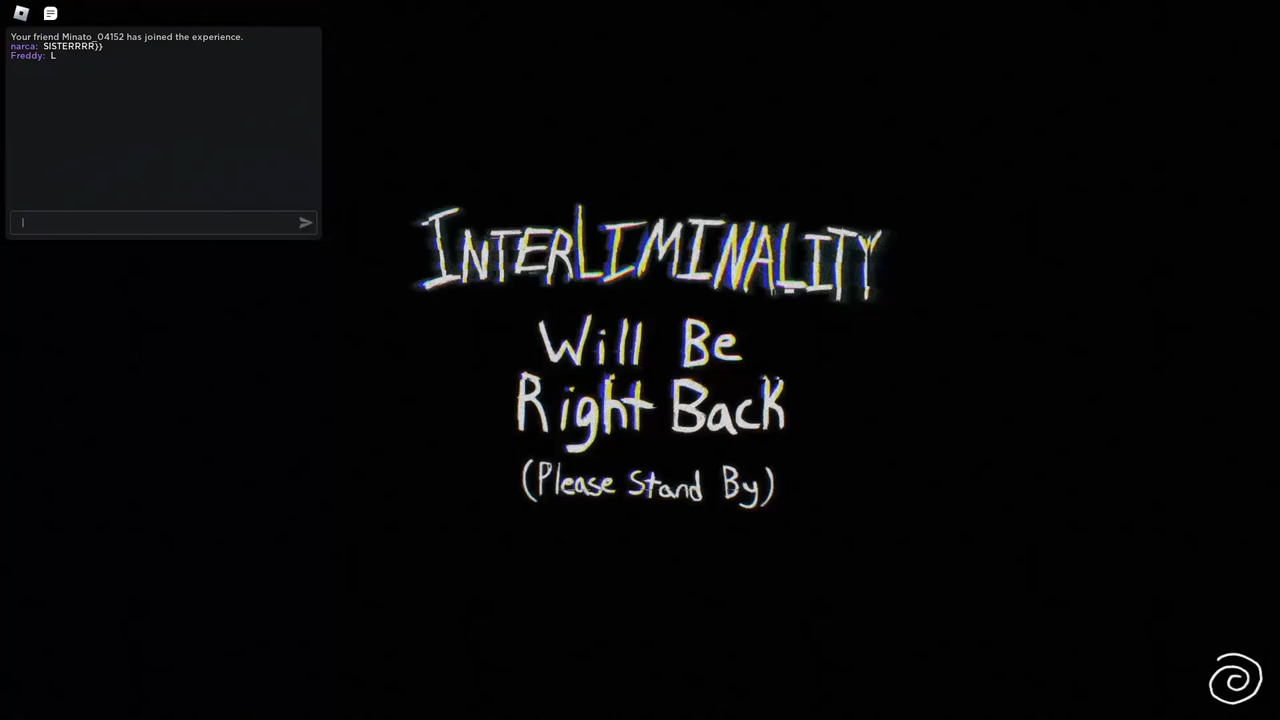 Your friend Minato_04152 has joined the experience.
narca: SISTERRRR}}
Freddy: L
INTERLIMINALITY
Will Be
Right Back
(Please Stand By)